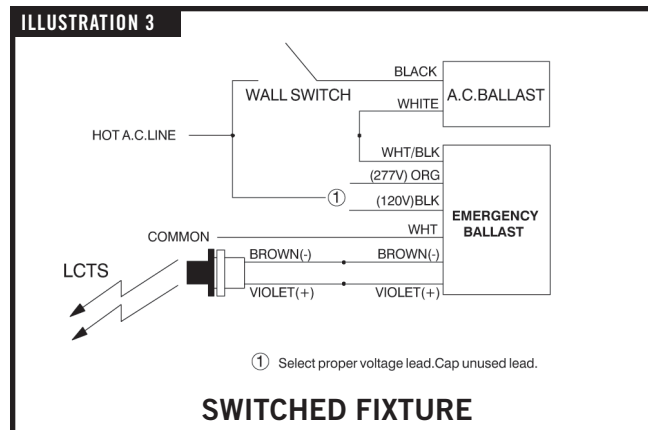 ILLUSTRATION 3
BLACK
WALL SWITCH
A.C.BALLAST
WHITE
HOT A.C.LINE
WHT/BLK
(277V) ORG
①
(120V)BLK
EMERGENCY
BALLAST
WHT
COMMON
BROWN(-) BROWN(-)
LCTS
VIOLET(+) VIOLET(+)
① Select proper voltage lead.Cap unused lead.
SWITCHED FIXTURE